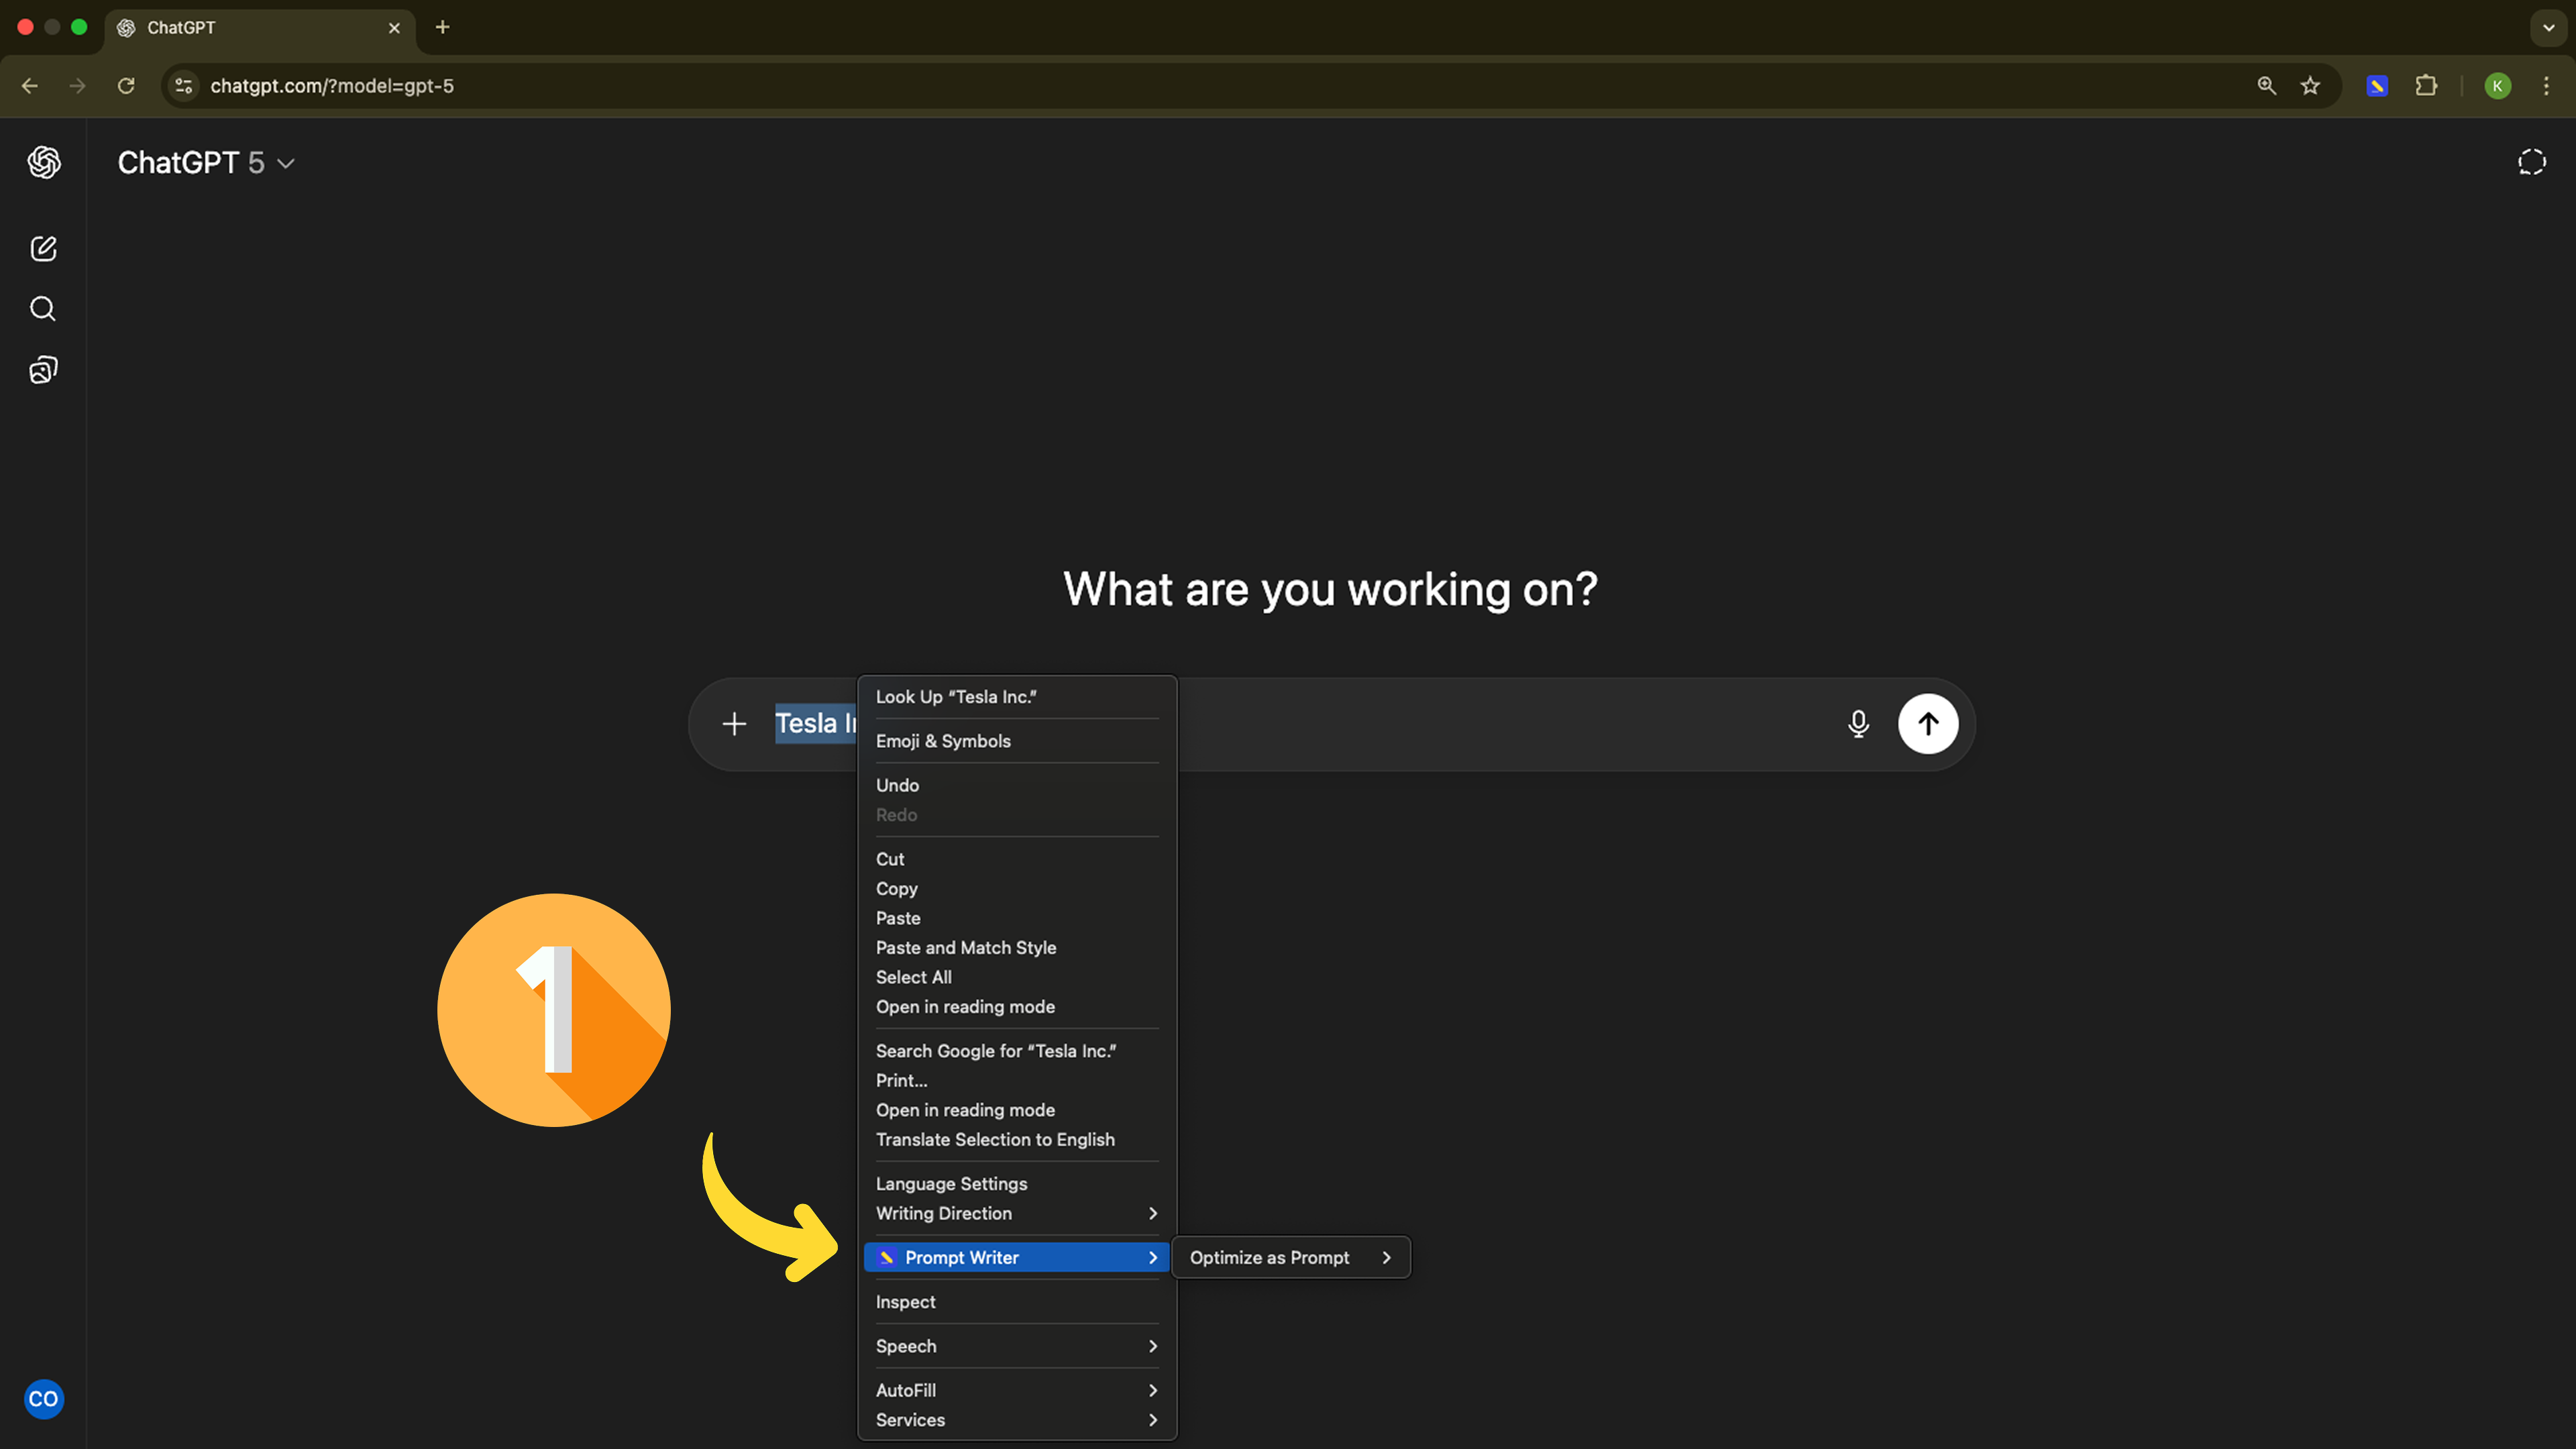 ChatGPT
chatgpt.com/?model=gpt-5
K
ChatGPT 5
What are you working on?
Tesla
Look Up “Tesla Inc.”
Emoji & Symbols
Undo
Redo
Cut
Copy
Paste
Paste and Match Style
Select All
Open in reading mode
Search Google for “Tesla Inc.”
Print...
Open in reading mode
Translate Selection to English
Language Settings
Writing Direction
Prompt Writer
Optimize as Prompt
Inspect
Speech
AutoFill
Services
1
CO